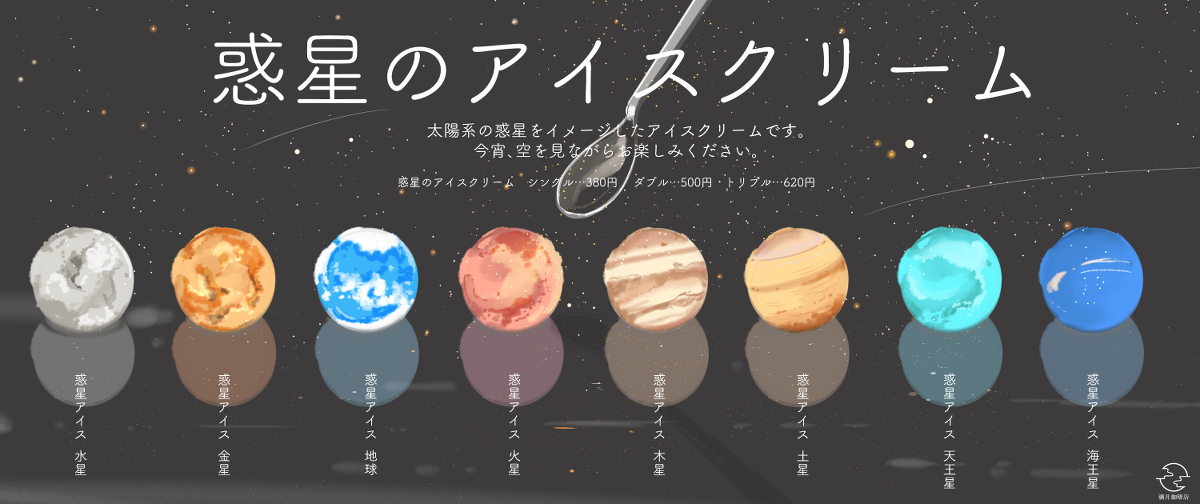 惑星のアイスクリーム
太陽系の惑星をイメージしたアイスクリームです。
今宵、空を見ながらお楽しみください。
惑星のアイスクリーム シングル…380円・ダブル…500円・トリプル…620円
惑星アイス 水星
惑星アイス 金星
惑星アイス 地球
惑星アイス 火星
惑星アイス 木星
惑星アイス 土星
惑星アイス 天王星
惑星アイス 海王星
満月珈琲店